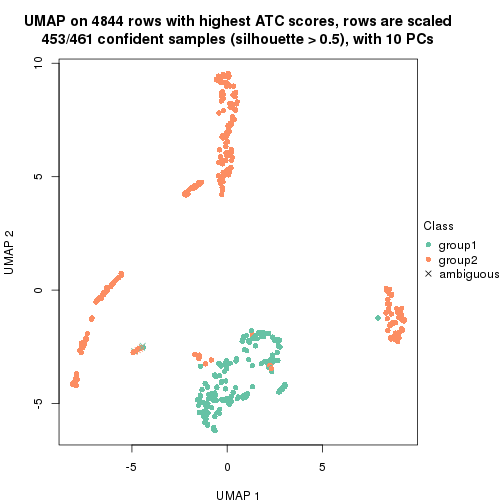 UMAP on 4844 rows with highest ATC scores, rows are scaled
453/461 confident samples (silhouette > 0.5), with 10 PCs
10
5
0
-5
UMAP 2
-5
0
5
UMAP 1
Class
group1
group2
ambiguous